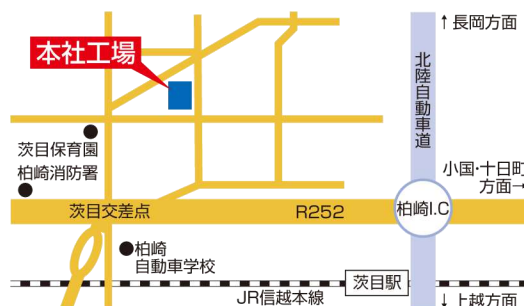 ↑長岡方面
本社工場
北陸自動車道
茨目保育園
柏崎消防署
小国・十日町
方面→
茨目交差点
R252
柏崎I.C
柏崎
自動車学校
茨目駅
JR信越本線
↓上越方面